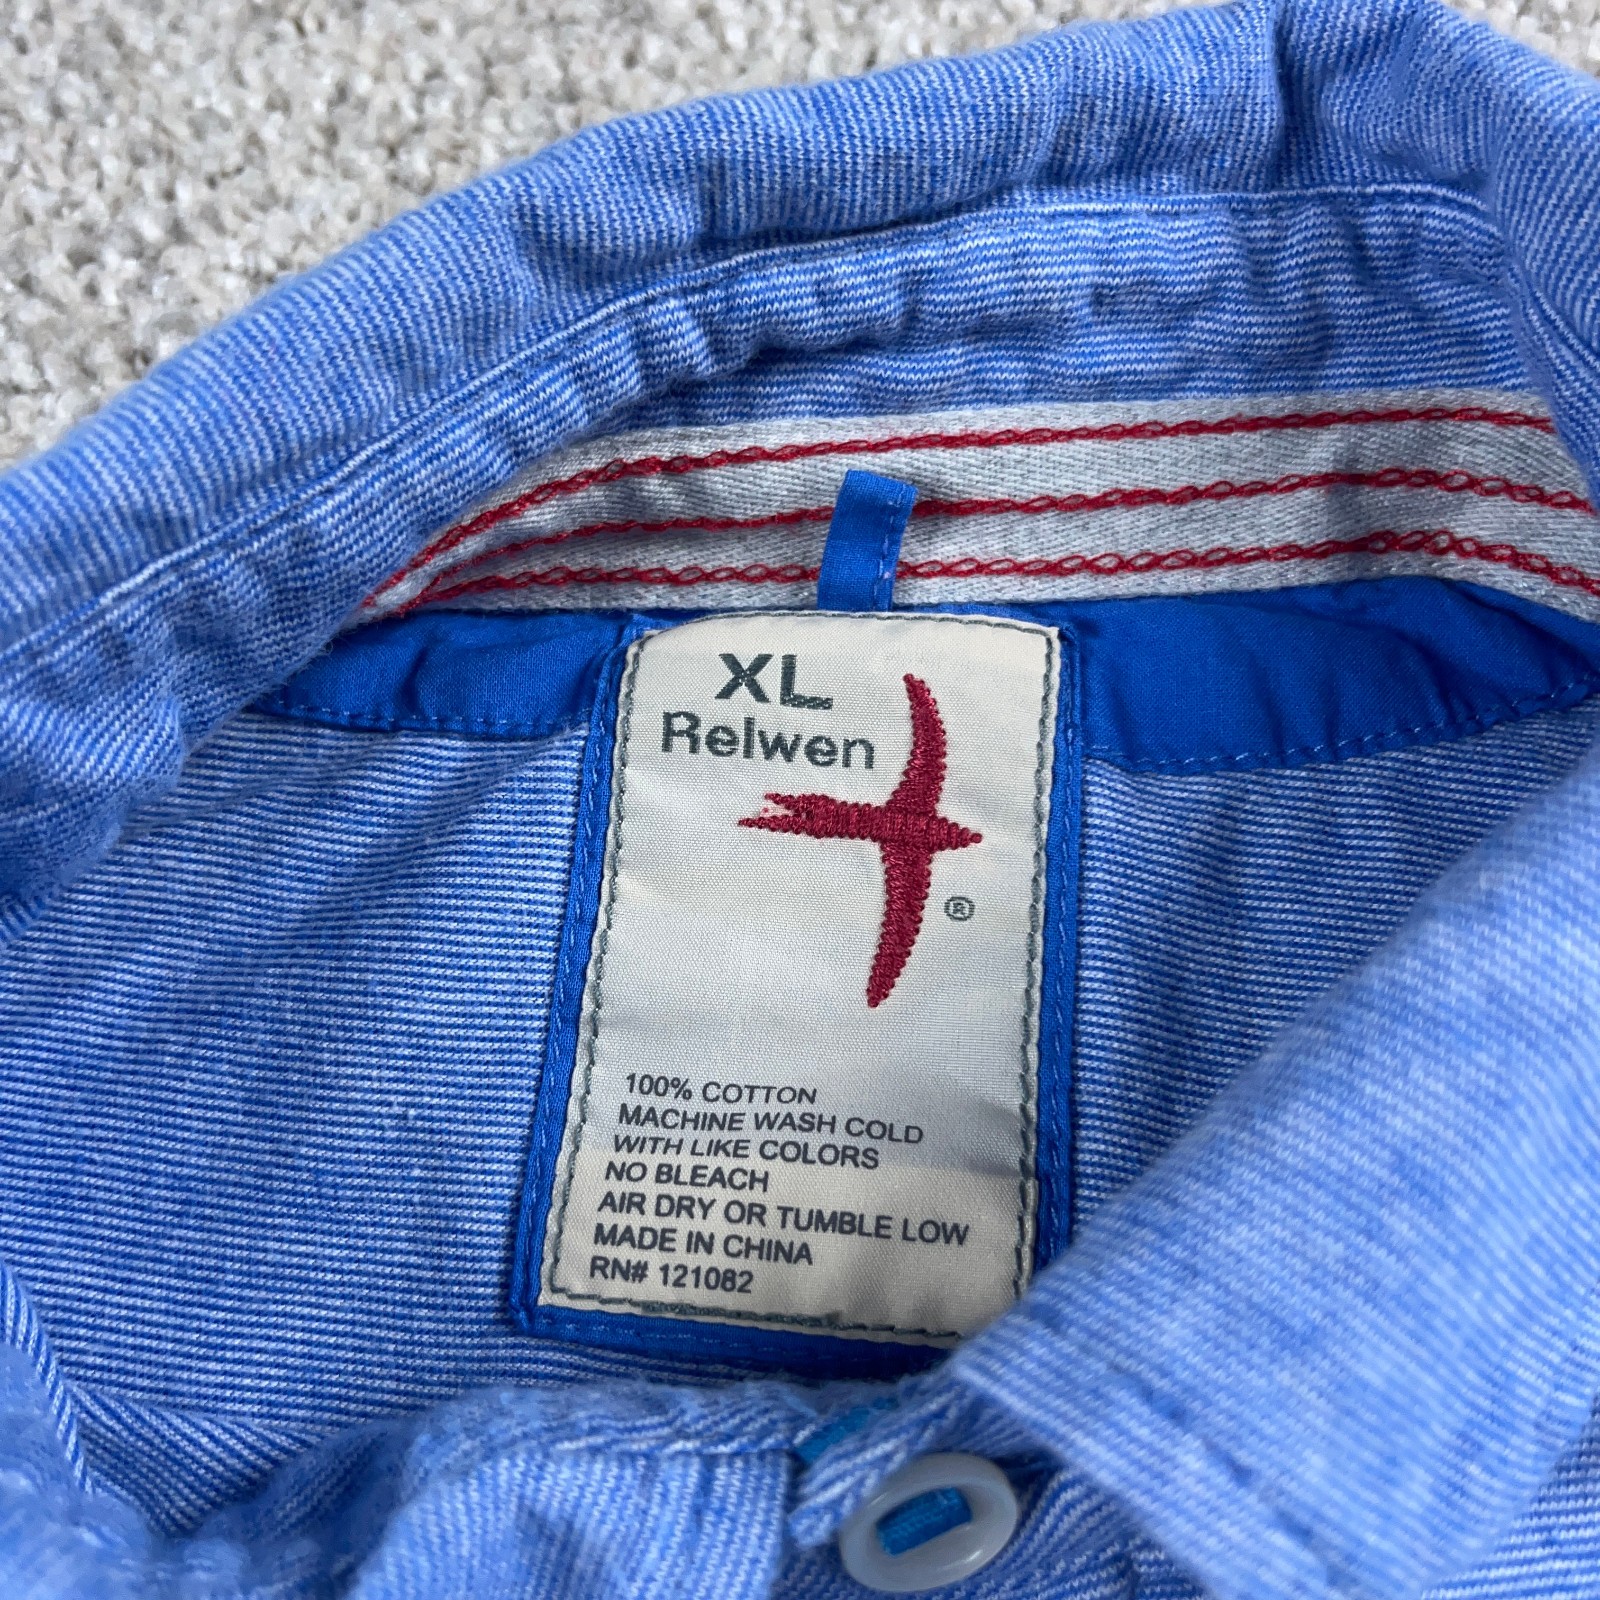 XL
Relwen
®
100% COTTON
MACHINE WASH COLD
WITH LIKE COLORS
NO BLEACH
AIR DRY OR TUMBLE LOW
MADE IN CHINA
RN# 121082